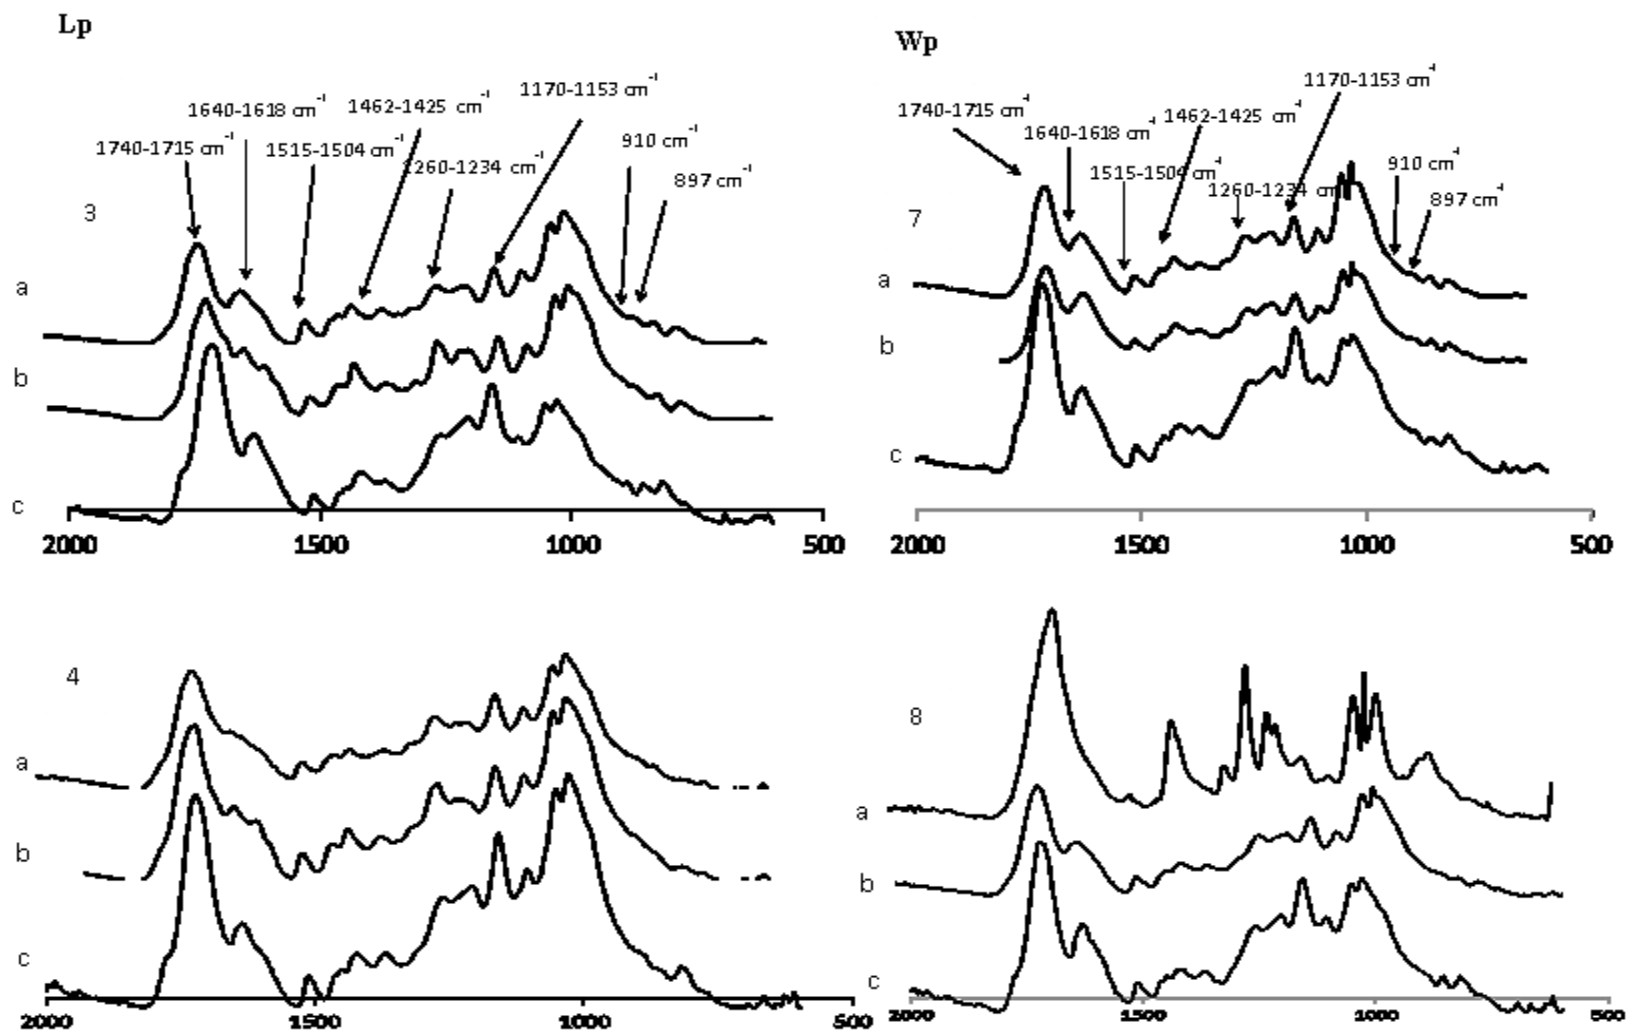 Lp
1170-1153 cm⁻¹
1640-1618 cm⁻¹
1462-1425 cm⁻¹
1740-1715 cm⁻¹
1515-1504 cm⁻¹
1260-1234 cm⁻¹
910 cm⁻¹
897 cm⁻¹
3
a
b
c
2000 1500 1000 500
Wp
1170-1153 cm⁻¹
1740-1715 cm⁻¹
1640-1618 cm⁻¹
1462-1425 cm⁻¹
1515-1504 cm⁻¹
1260-1234 cm⁻¹
910 cm⁻¹
897 cm⁻¹
7
a
b
c
2000 1500 1000 500
4
a
b
c
2000 1500 1000 500
8
a
b
c
2000 1500 1000 500